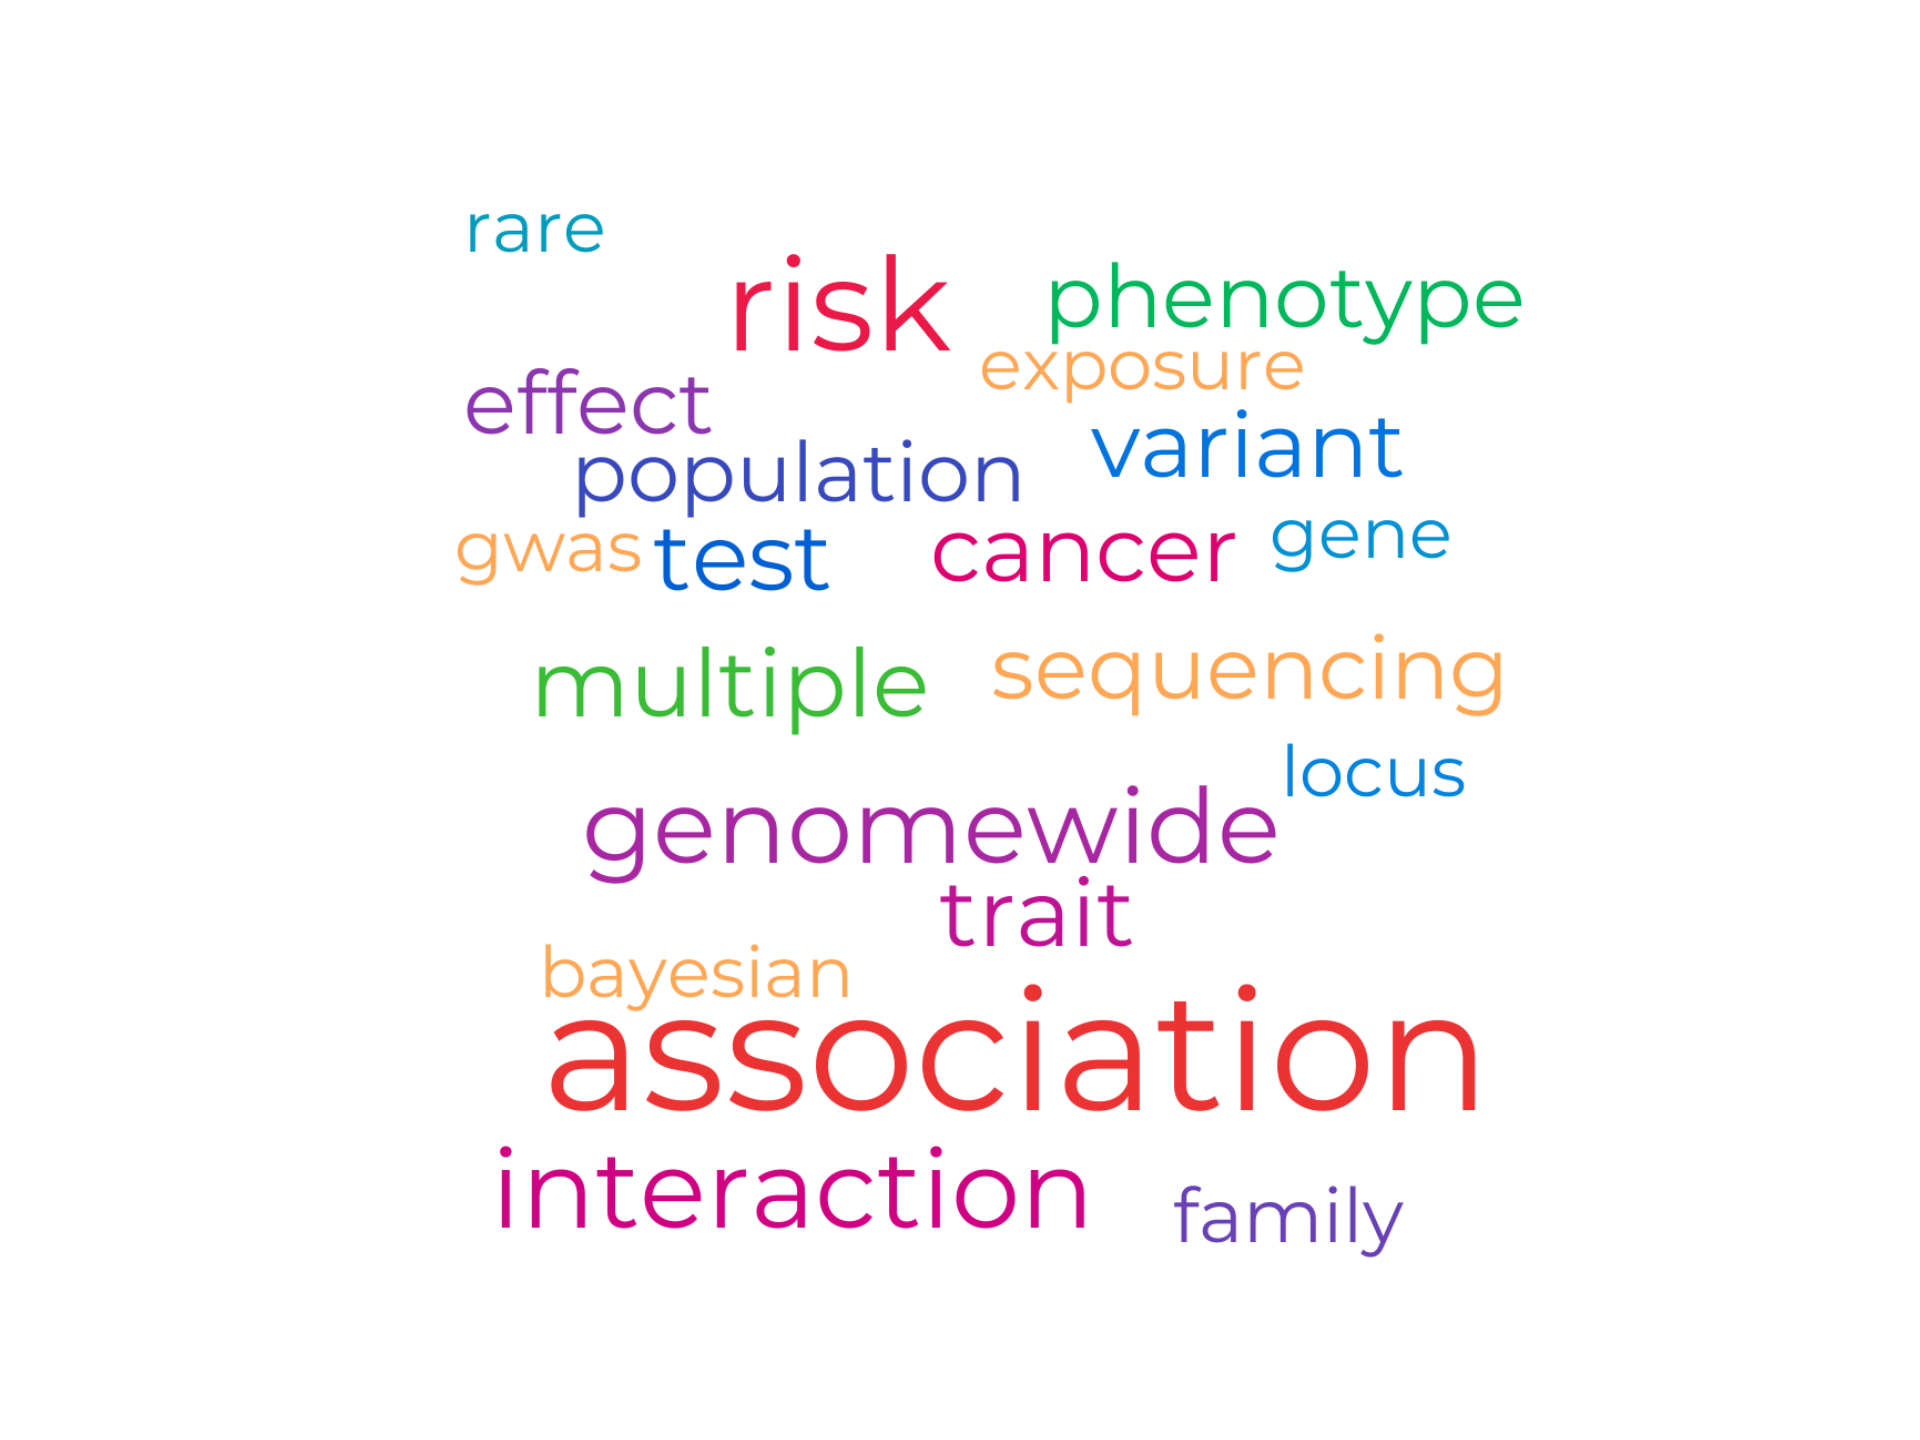 rare
risk
phenotype
exposure
effect
variant
population
gwas
test
cancer
gene
multiple
sequencing
locus
genomewide
trait
bayesian
association
interaction
family